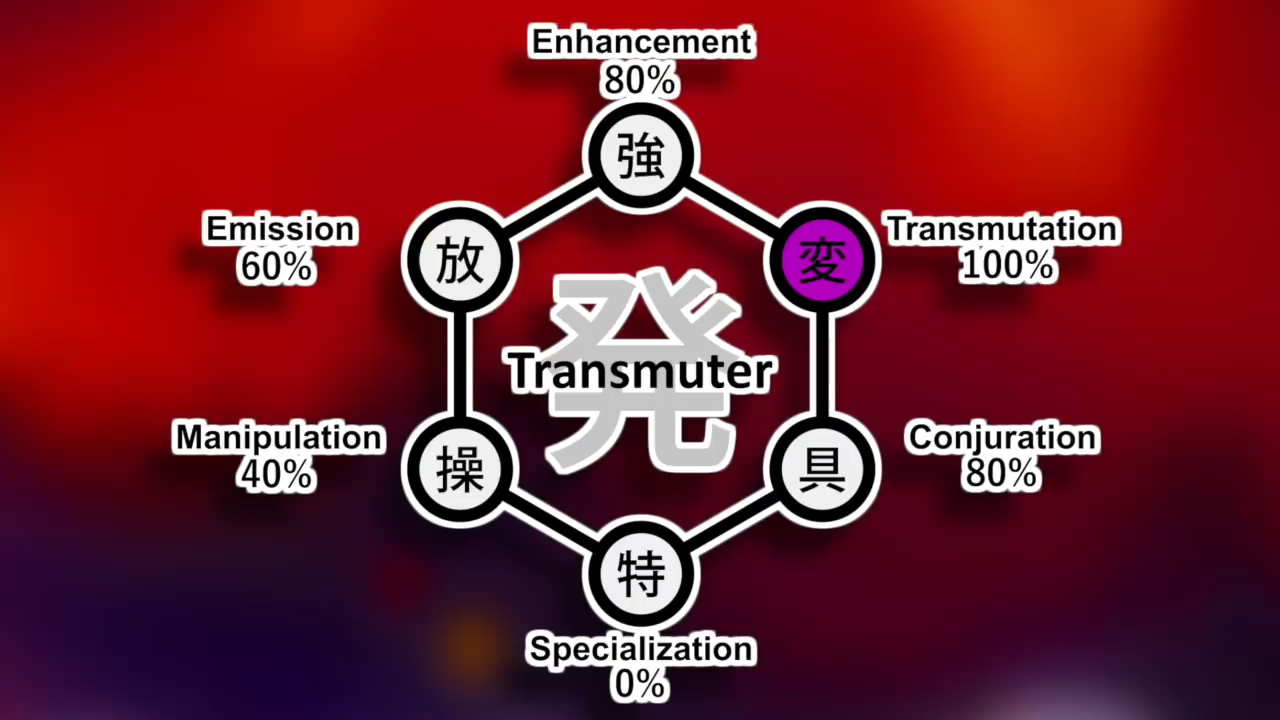 Enhancement
80%
強
Emission
60%
放
変
Transmutation
100%
発
Transmuter
Manipulation
40%
操
具
Conjuration
80%
特
Specialization
0%